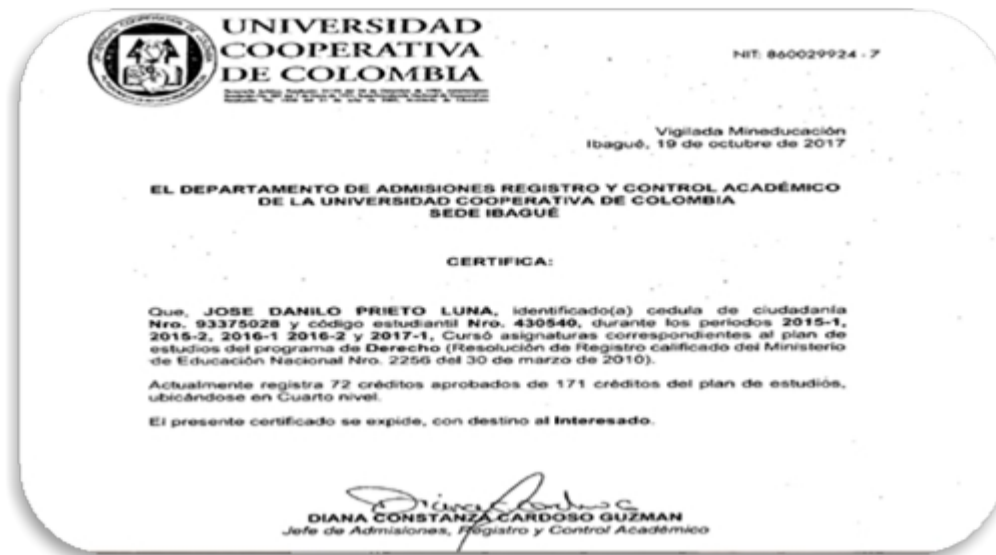 UNIVERSIDAD
COOPERATIVA
DE COLOMBIA
NIT: 860029924 - 7
Vigilada Mineducación
Ibagué, 19 de octubre de 2017
EL DEPARTAMENTO DE ADMISIONES REGISTRO Y CONTROL ACADÉMICO
DE LA UNIVERSIDAD COOPERATIVA DE COLOMBIA
SEDE IBAGUÉ
CERTIFICA:
Que, JOSE DANILO PRIETO LUNA, identificado(a) cedula de ciudadanía
Nro. 93375028 y código estudiantil Nro. 430540, durante los periodos 2015-1,
2015-2, 2016-1 2016-2 y 2017-1, Cursó asignaturas correspondientes al plan de
estudios del programa de Derecho (Resolución de Registro calificado del Ministerio
de Educación Nacional Nro. 2256 del 30 de marzo de 2010).
Actualmente registra 72 créditos aprobados de 171 créditos del plan de estudios,
ubicándose en Cuarto nivel.
El presente certificado se expide, con destino al Interesado.
DIANA CONSTANZA CARDOSO GUZMAN
Jefe de Admisiones, Registro y Control Académico